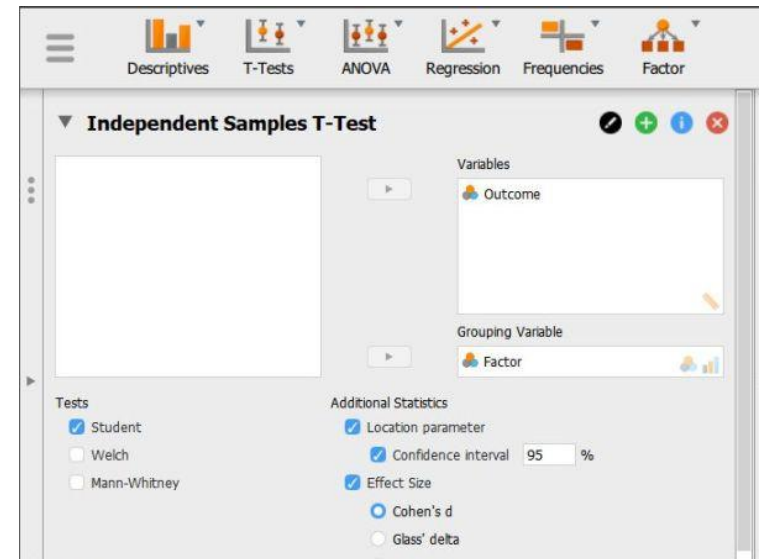 Descriptives T-Tests ANOVA Regression Frequencies Factor
Independent Samples T-Test
Variables
Outcome
Grouping Variable
Factor
Tests
Student
Welch
Mann-Whitney
Additional Statistics
Location parameter
Confidence interval 95 %
Effect Size
Cohen's d
Glass' delta